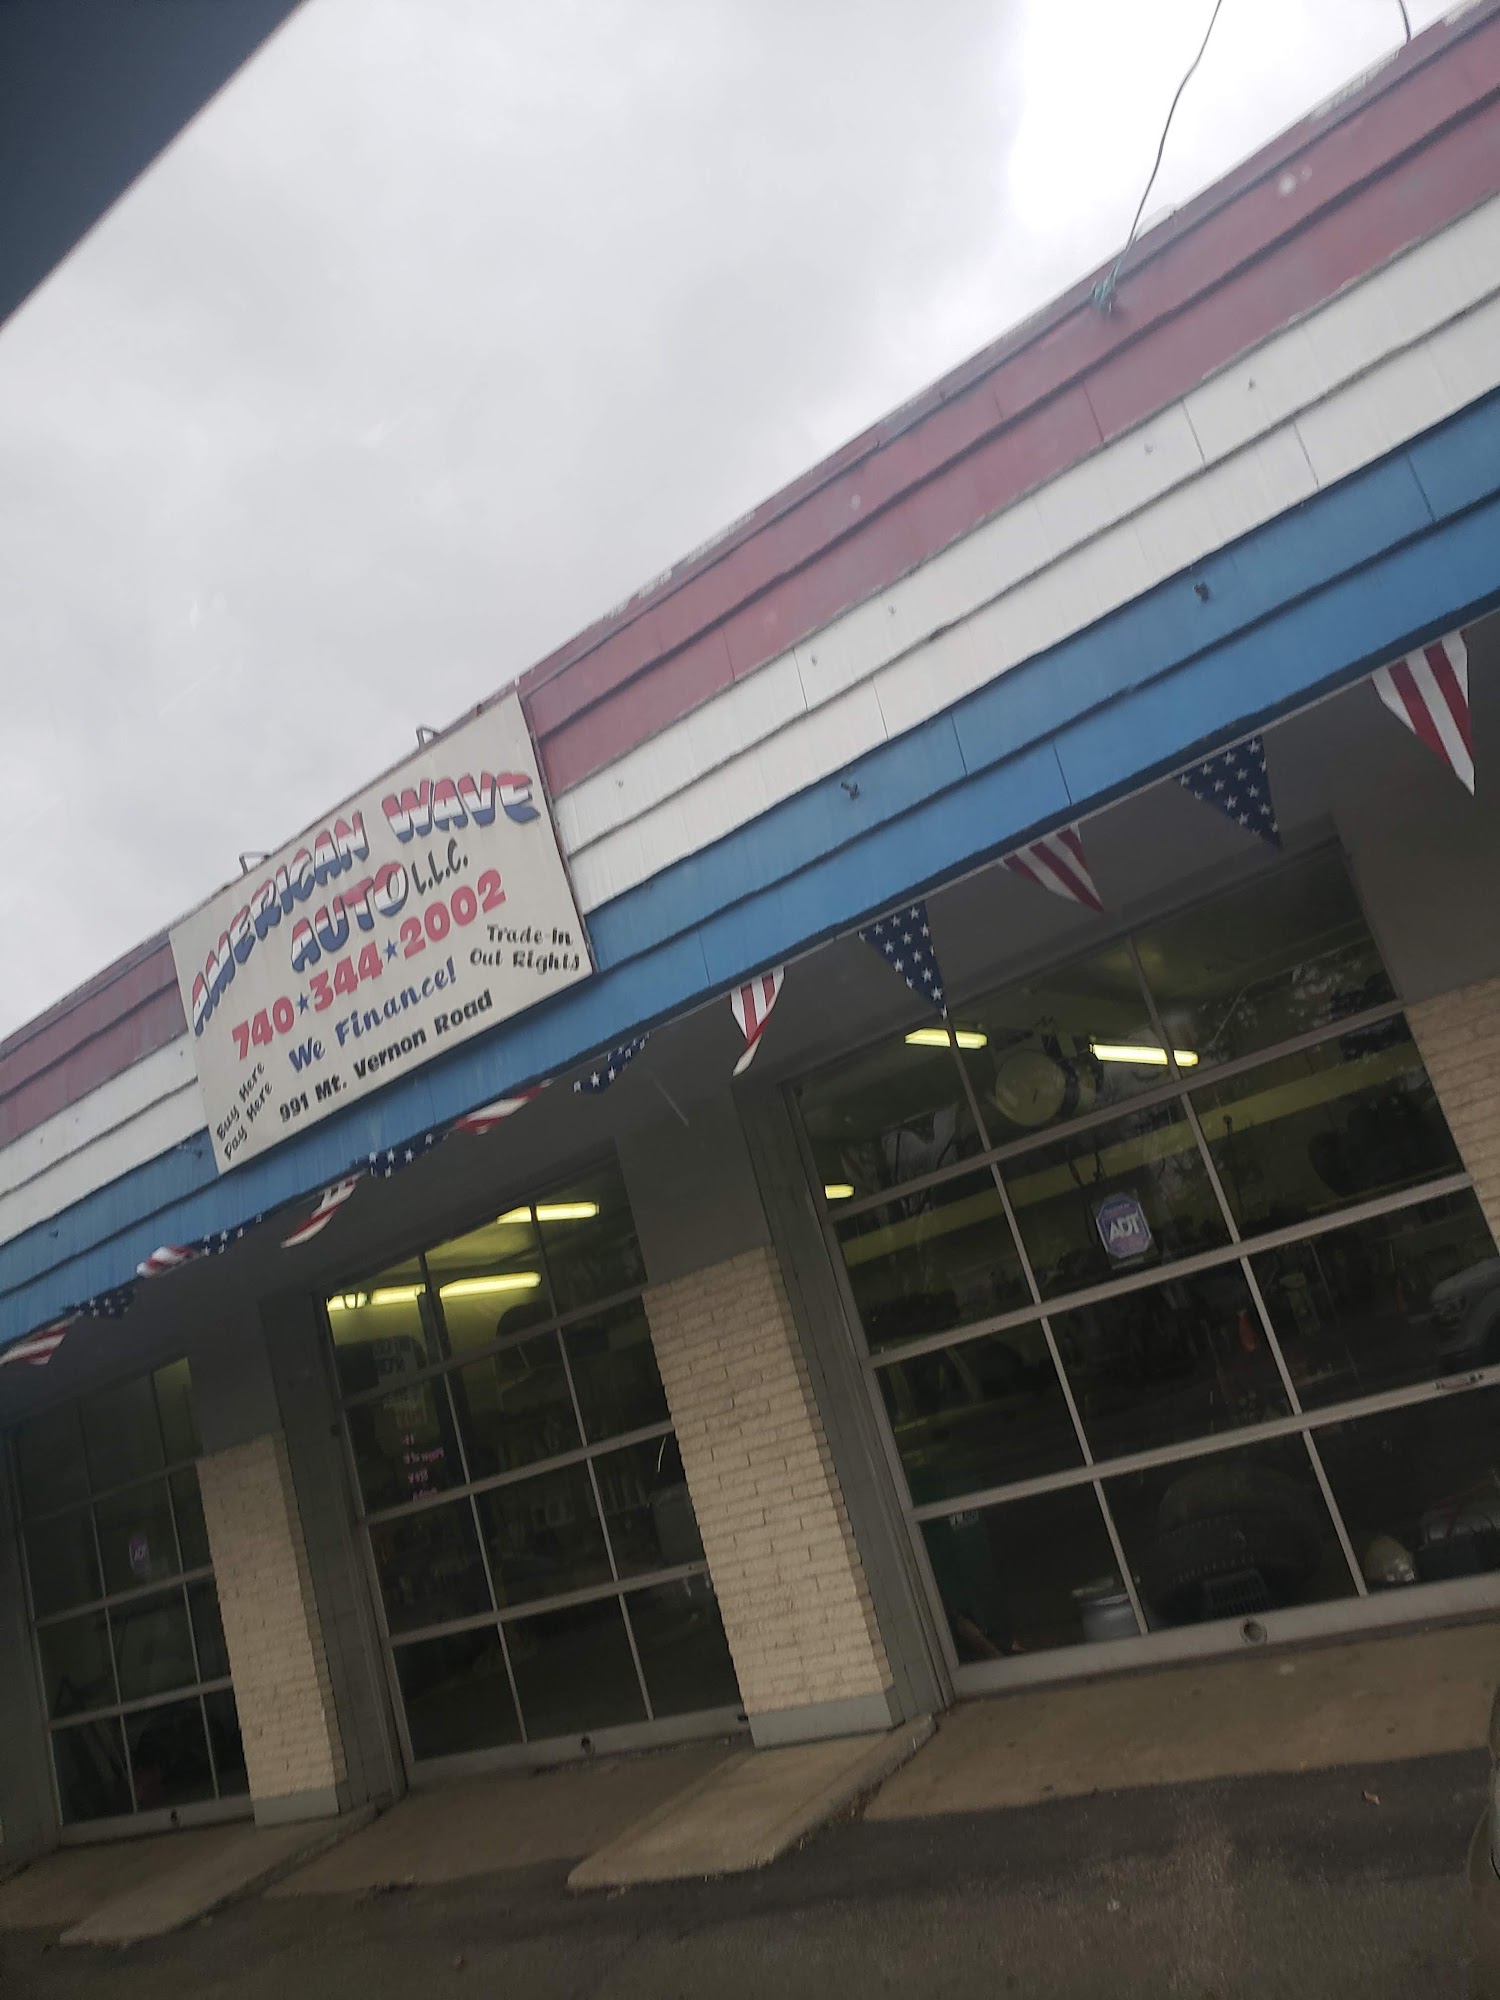 AMERICAN WAVE
AUTO L.L.C.
740★344★2002
We Finance!
Trade-In
Out Rights
Buy Here
Pay Here
991 Mt. Vernon Road
ADT
ADT